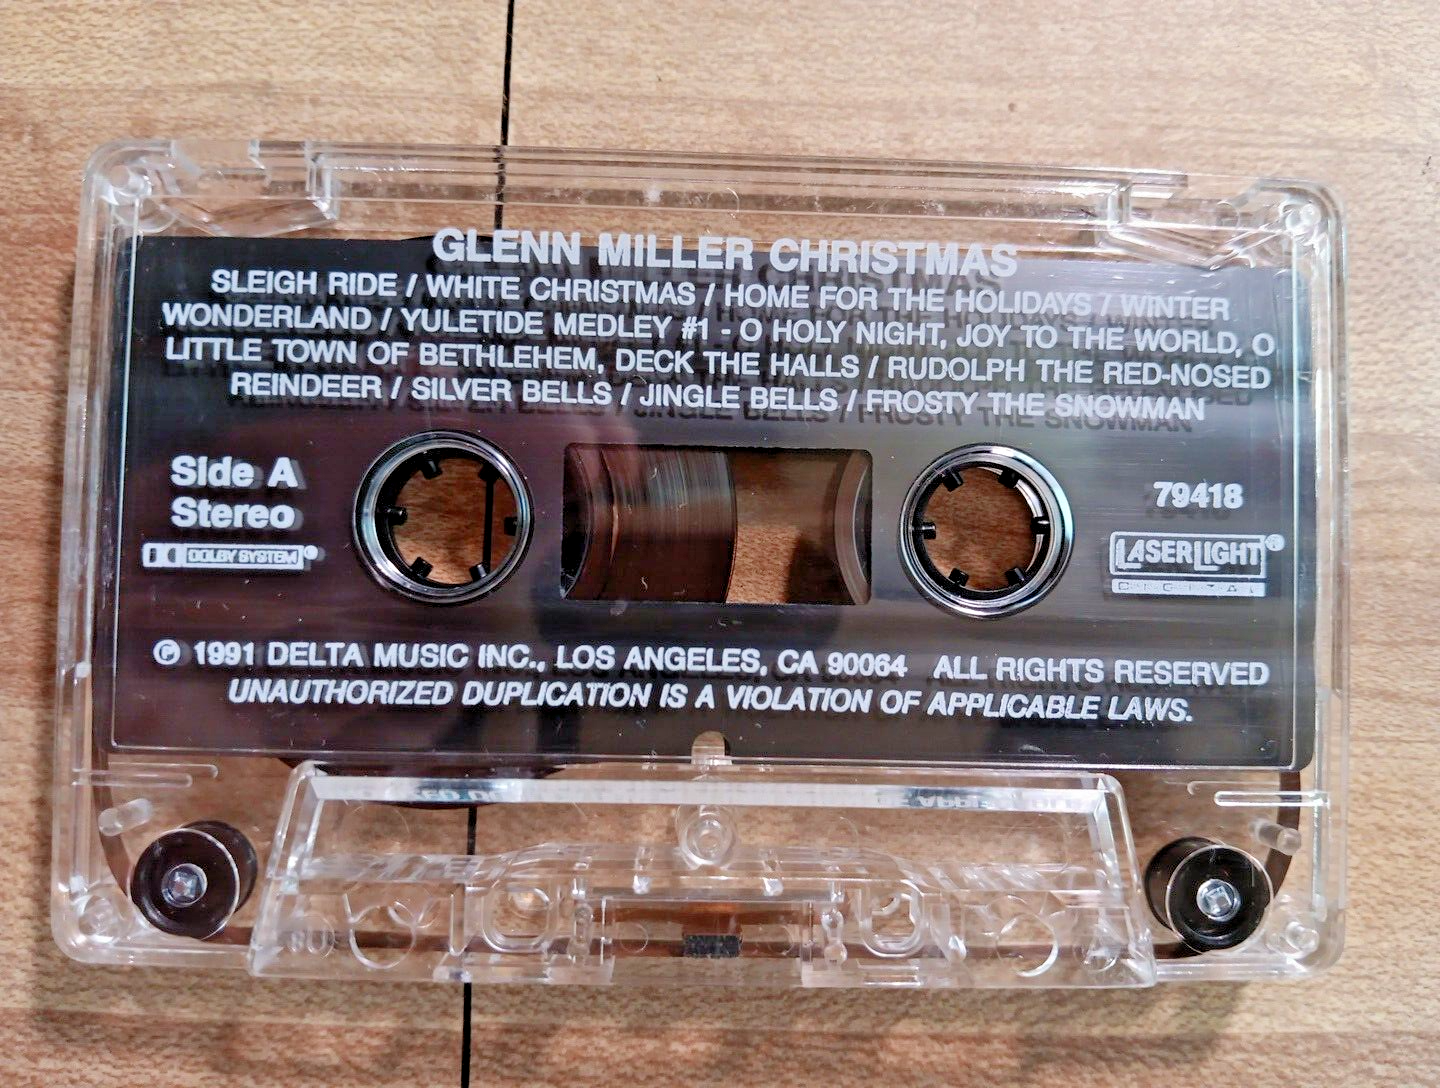 GLENN MILLER CHRISTMAS
SLEIGH RIDE / WHITE CHRISTMAS / HOME FOR THE HOLIDAYS / WINTER
WONDERLAND / YULETIDE MEDLEY #1 - O HOLY NIGHT, JOY TO THE WORLD, O
LITTLE TOWN OF BETHLEHEM, DECK THE HALLS / RUDOLPH THE RED-NOSED
REINDEER / SILVER BELLS / JINGLE BELLS / FROSTY THE SNOWMAN
Side A
Stereo
DOLBY SYSTEM®
79418
LASERLIGHT®
DIGITAL
℗ 1991 DELTA MUSIC INC., LOS ANGELES, CA 90064 ALL RIGHTS RESERVED
UNAUTHORIZED DUPLICATION IS A VIOLATION OF APPLICABLE LAWS.